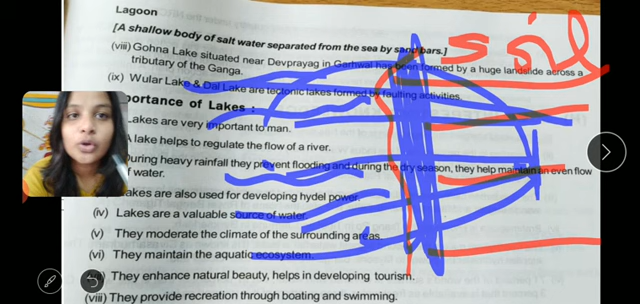 Lagoon
[A shallow body of salt water separated from the sea by sand bars.]
(viii) Gohna Lake situated near Devprayag in Garhwal has been formed by a huge landslide across a
tributary of the Ganga.
(ix) Wular Lake & Dal Lake are tectonic lakes formed by faulting activities
portance of Lakes :
Lakes are very important to man.
A lake helps to regulate the flow of a river.
During heavy rainfall they prevent flooding and during the dry season, they help maintain an even flow
of water.
Lakes are also used for developing hydel power.
(iv) Lakes are a valuable source of water.
(v) They moderate the climate of the surrounding areas.
(vi) They maintain the aquatic ecosystem.
They enhance natural beauty, helps in developing tourism.
(viii) They provide recreation through boating and swimming.
soil